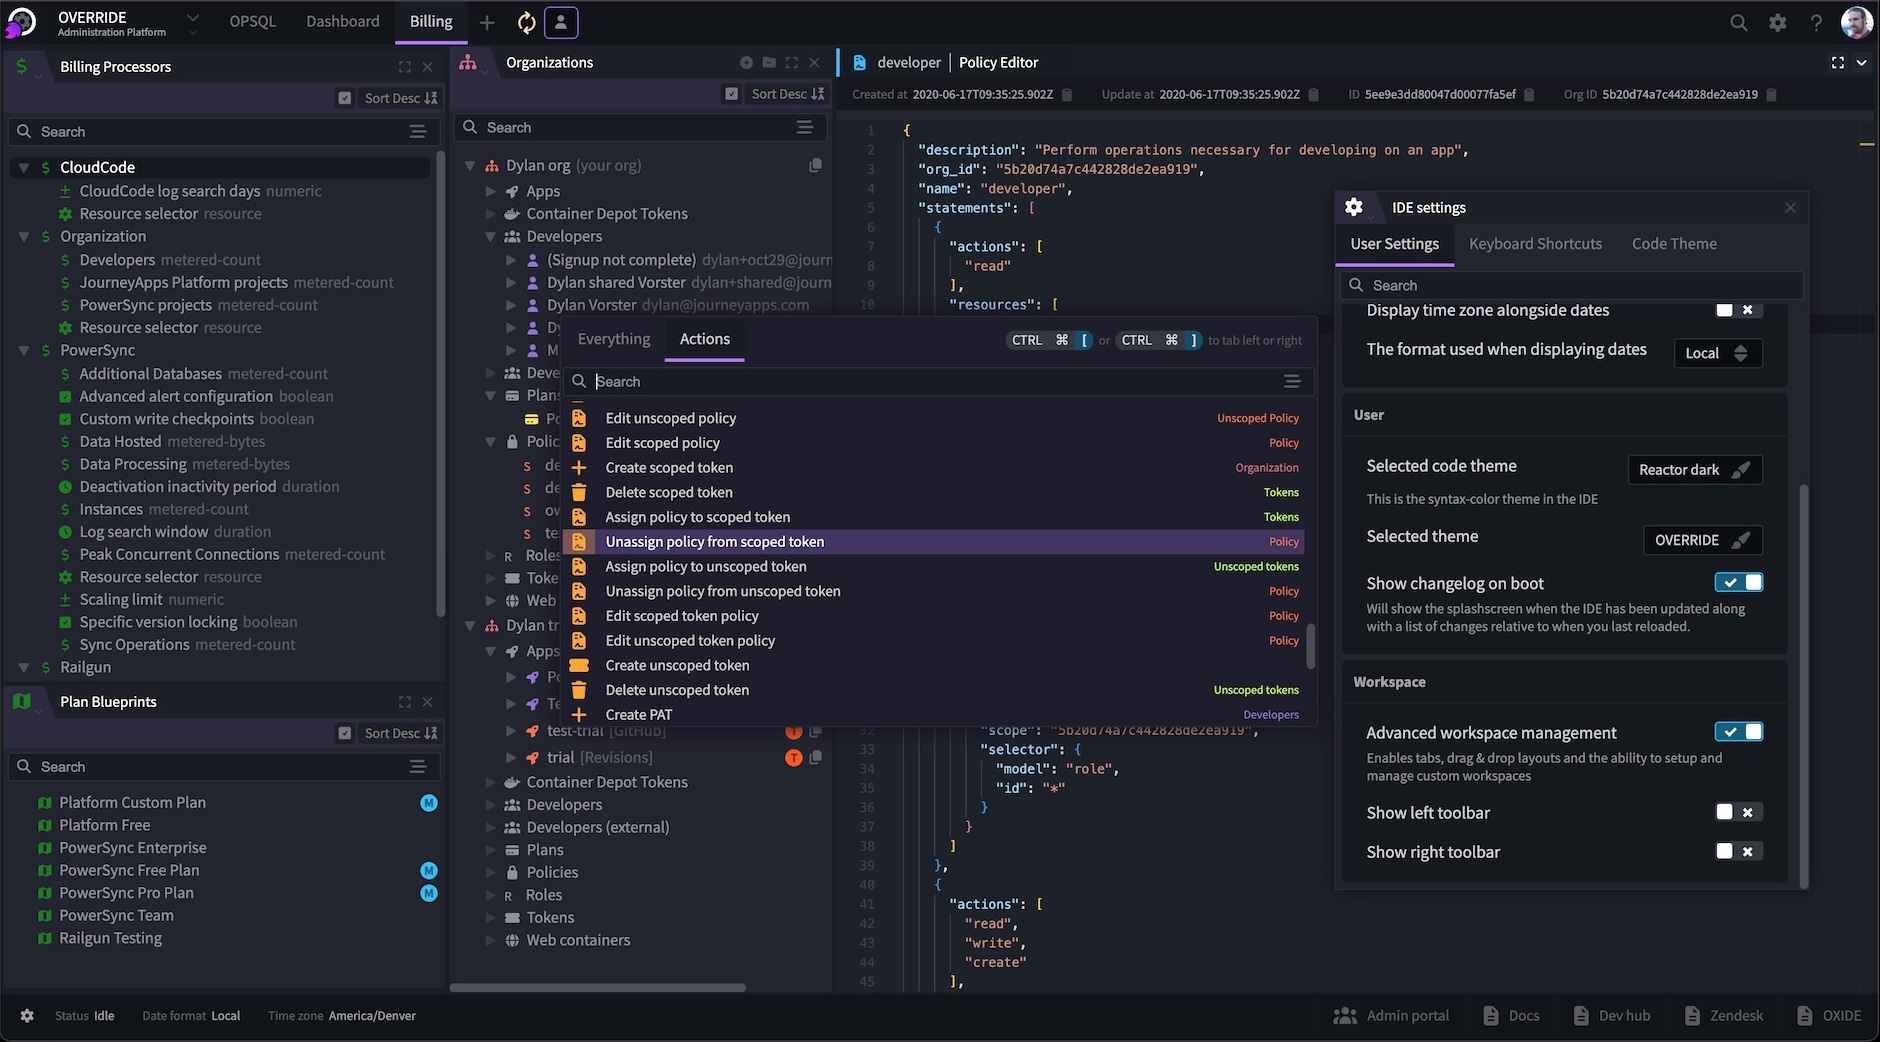 OVERRIDE
Administration Platform
OPSQL
Dashboard
Billing
Billing Processors
Sort Desc
Search
CloudCode
CloudCode log search days numeric
Resource selector resource
Organization
Developers metered-count
JourneyApps Platform projects metered-count
PowerSync projects metered-count
Resource selector resource
PowerSync
Additional Databases metered-count
Advanced alert configuration boolean
Custom write checkpoints boolean
Data Hosted metered-bytes
Data Processing metered-bytes
Deactivation inactivity period duration
Instances metered-count
Log search window duration
Peak Concurrent Connections metered-count
Resource selector resource
Scaling limit numeric
Specific version locking boolean
Sync Operations metered-count
Railgun
Plan Blueprints
Sort Desc
Search
Platform Custom Plan M
Platform Free
PowerSync Enterprise
PowerSync Free Plan M
PowerSync Pro Plan M
PowerSync Team
Railgun Testing
Organizations
Sort Desc
Search
Dylan org (your org)
Apps
Container Depot Tokens
Developers
(Signup not complete) dylan+oct29@journ
Dylan shared Vorster dylan+shared@journ
Dylan Vorster dylan@journeyapps.com
Dy
M
Deve
Plans
Po
Polic
S de
S de
S ow
S te
R Roles
Toke
Web
Dylan tr
Apps
Po
Te
test-trial [GitHub] T
trial [Revisions] T
Container Depot Tokens
Developers
Developers (external)
Plans
Policies
R Roles
Tokens
Web containers
developer | Policy Editor
Created at 2020-06-17T09:35:25.902Z Update at 2020-06-17T09:35:25.902Z ID 5ee9e3dd80047d00077fa5ef Org ID 5b20d74a7c442828de2ea919
1 {
2 "description": "Perform operations necessary for developing on an app",
3 "org_id": "5b20d74a7c442828de2ea919",
4 "name": "developer",
5 "statements": [
6 {
7 "actions": [
8 "read"
9 ],
10 "resources": [
Everything
Actions
CTRL ⌘ [ or CTRL ⌘ ] to tab left or right
Search
Edit unscoped policy Unscoped Policy
Edit scoped policy Policy
Create scoped token Organization
Delete scoped token Tokens
Assign policy to scoped token Tokens
Unassign policy from scoped token Policy
Assign policy to unscoped token Unscoped tokens
Unassign policy from unscoped token Policy
Edit scoped token policy Policy
Edit unscoped token policy Policy
Create unscoped token
Delete unscoped token Unscoped tokens
Create PAT Developers
32 "scope": "5b20d74a7c442828de2ea919",
33 "selector": {
34 "model": "role",
35 "id": "*"
36 }
37 }
38 ]
39 },
40 {
41 "actions": [
42 "read",
43 "write",
44 "create"
45 ],
IDE settings
User Settings
Keyboard Shortcuts
Code Theme
Search
Display time zone alongside dates
The format used when displaying dates Local
User
Selected code theme Reactor dark
This is the syntax-color theme in the IDE
Selected theme OVERRIDE
Show changelog on boot
Will show the splashscreen when the IDE has been updated along
with a list of changes relative to when you last reloaded.
Workspace
Advanced workspace management
Enables tabs, drag & drop layouts and the ability to setup and
manage custom workspaces
Show left toolbar
Show right toolbar
Status Idle Date format Local Time zone America/Denver
Admin portal Docs Dev hub Zendesk OXIDE